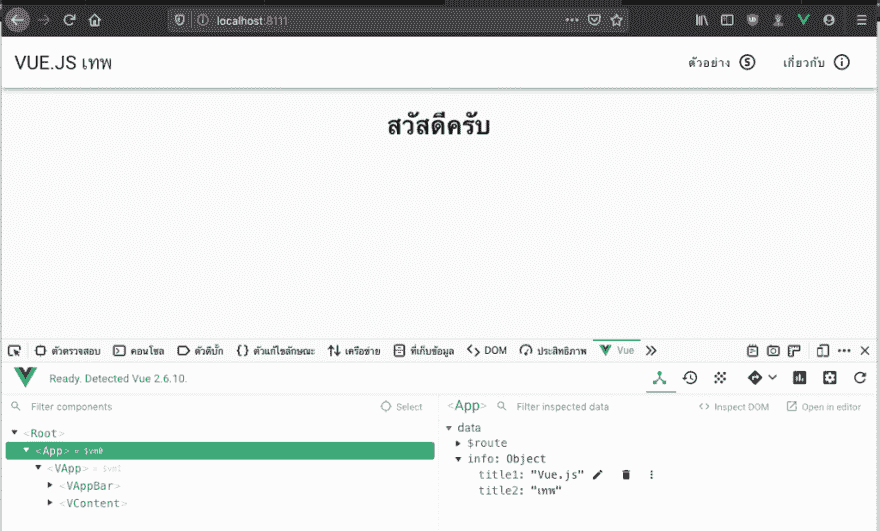 localhost:8111
VUE.JS เทพ
ตัวอย่าง
เกี่ยวกับ
สวัสดีครับ
ตัวตรวจสอบ คอนโซล ตัวดีบั๊ก ตัวแก้ไขลักษณะ เครือข่าย ที่เก็บข้อมูล DOM ประสิทธิภาพ Vue
Ready. Detected Vue 2.6.10.
Filter components Select
<App> Filter inspected data Inspect DOM Open in editor
<Root>
<App> = $vm0
<VApp> = $vm1
<VAppBar>
<VContent>
data
$route
info: Object
title1: "Vue.js"
title2: "เทพ"